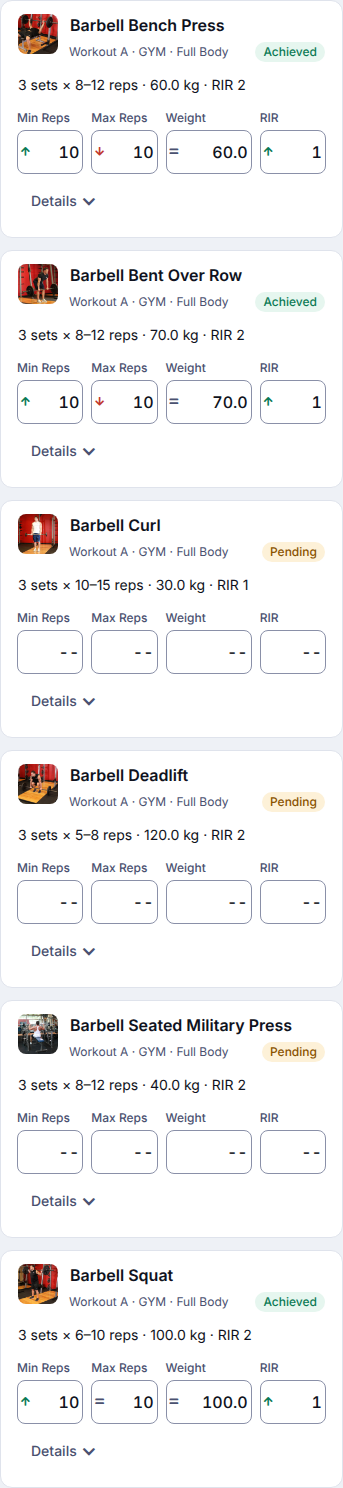 Barbell Bench Press
Workout A · GYM · Full Body Achieved
3 sets × 8–12 reps · 60.0 kg · RIR 2
Min Reps Max Reps Weight RIR
↑ 10 ↓ 10 = 60.0 ↑ 1
Details
Barbell Bent Over Row
Workout A · GYM · Full Body Achieved
3 sets × 8–12 reps · 70.0 kg · RIR 2
Min Reps Max Reps Weight RIR
↑ 10 ↓ 10 = 70.0 ↑ 1
Details
Barbell Curl
Workout A · GYM · Full Body Pending
3 sets × 10–15 reps · 30.0 kg · RIR 1
Min Reps Max Reps Weight RIR
-- -- -- --
Details
Barbell Deadlift
Workout A · GYM · Full Body Pending
3 sets × 5–8 reps · 120.0 kg · RIR 2
Min Reps Max Reps Weight RIR
-- -- -- --
Details
Barbell Seated Military Press
Workout A · GYM · Full Body Pending
3 sets × 8–12 reps · 40.0 kg · RIR 2
Min Reps Max Reps Weight RIR
-- -- -- --
Details
Barbell Squat
Workout A · GYM · Full Body Achieved
3 sets × 6–10 reps · 100.0 kg · RIR 2
Min Reps Max Reps Weight RIR
↑ 10 = 10 = 100.0 ↑ 1
Details